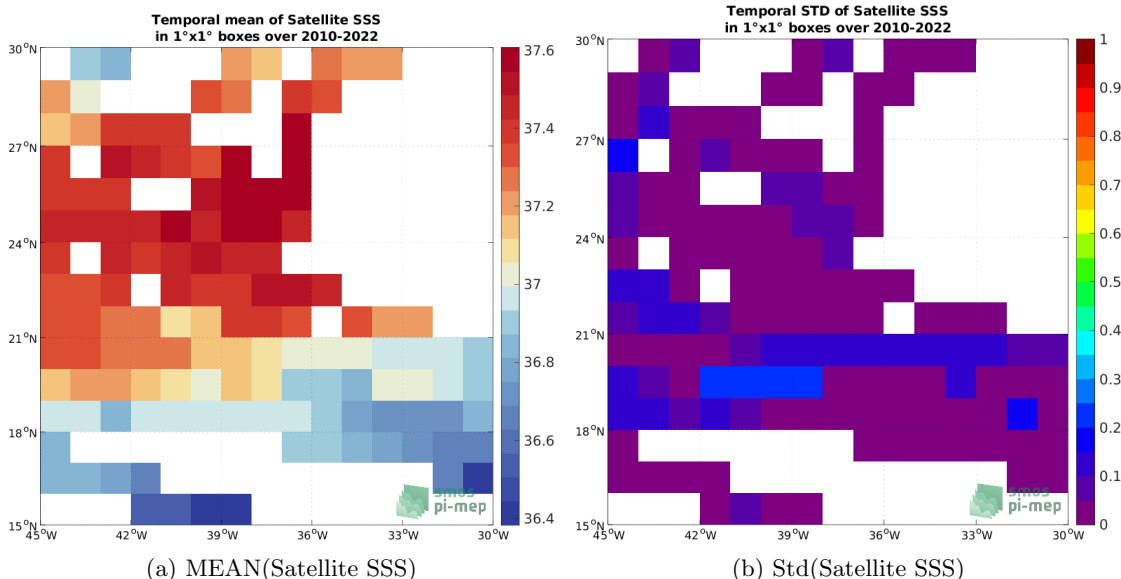 Temporal mean of Satellite SSS
in 1°x1° boxes over 2010-2022
30°N
27°N
24°N
21°N
18°N
15°N
45°W
42°W
39°W
36°W
33°W
30°W
37.6
37.4
37.2
37
36.8
36.6
36.4
smos
pi-mep
(a) MEAN(Satellite SSS)
Temporal STD of Satellite SSS
in 1°x1° boxes over 2010-2022
30°N
27°N
24°N
21°N
18°N
15°N
45°W
42°W
39°W
36°W
33°W
30°W
1
0.9
0.8
0.7
0.6
0.5
0.4
0.3
0.2
0.1
0
smos
pi-mep
(b) Std(Satellite SSS)